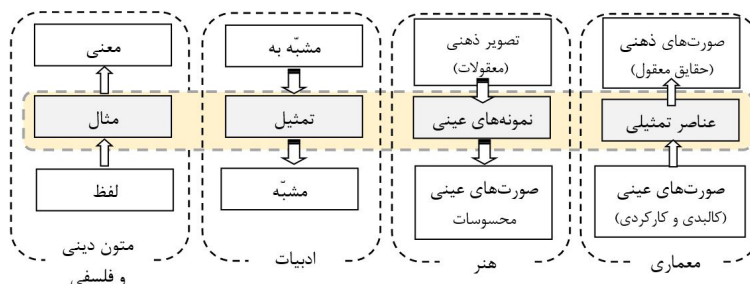 صورت‌های ذهنی
(حقایق معقول)
عناصر تمثیلی
صورت‌های عینی
(کالبدی و کارکردی)
معماری
تصویر ذهنی
(معقولات)
نمونه‌های عینی
صورت‌های عینی
محسوسات
هنر
مشبّه به
تمثیل
مشبّه
ادبیات
معنی
مثال
لفظ
متون دینی
و فلسفی